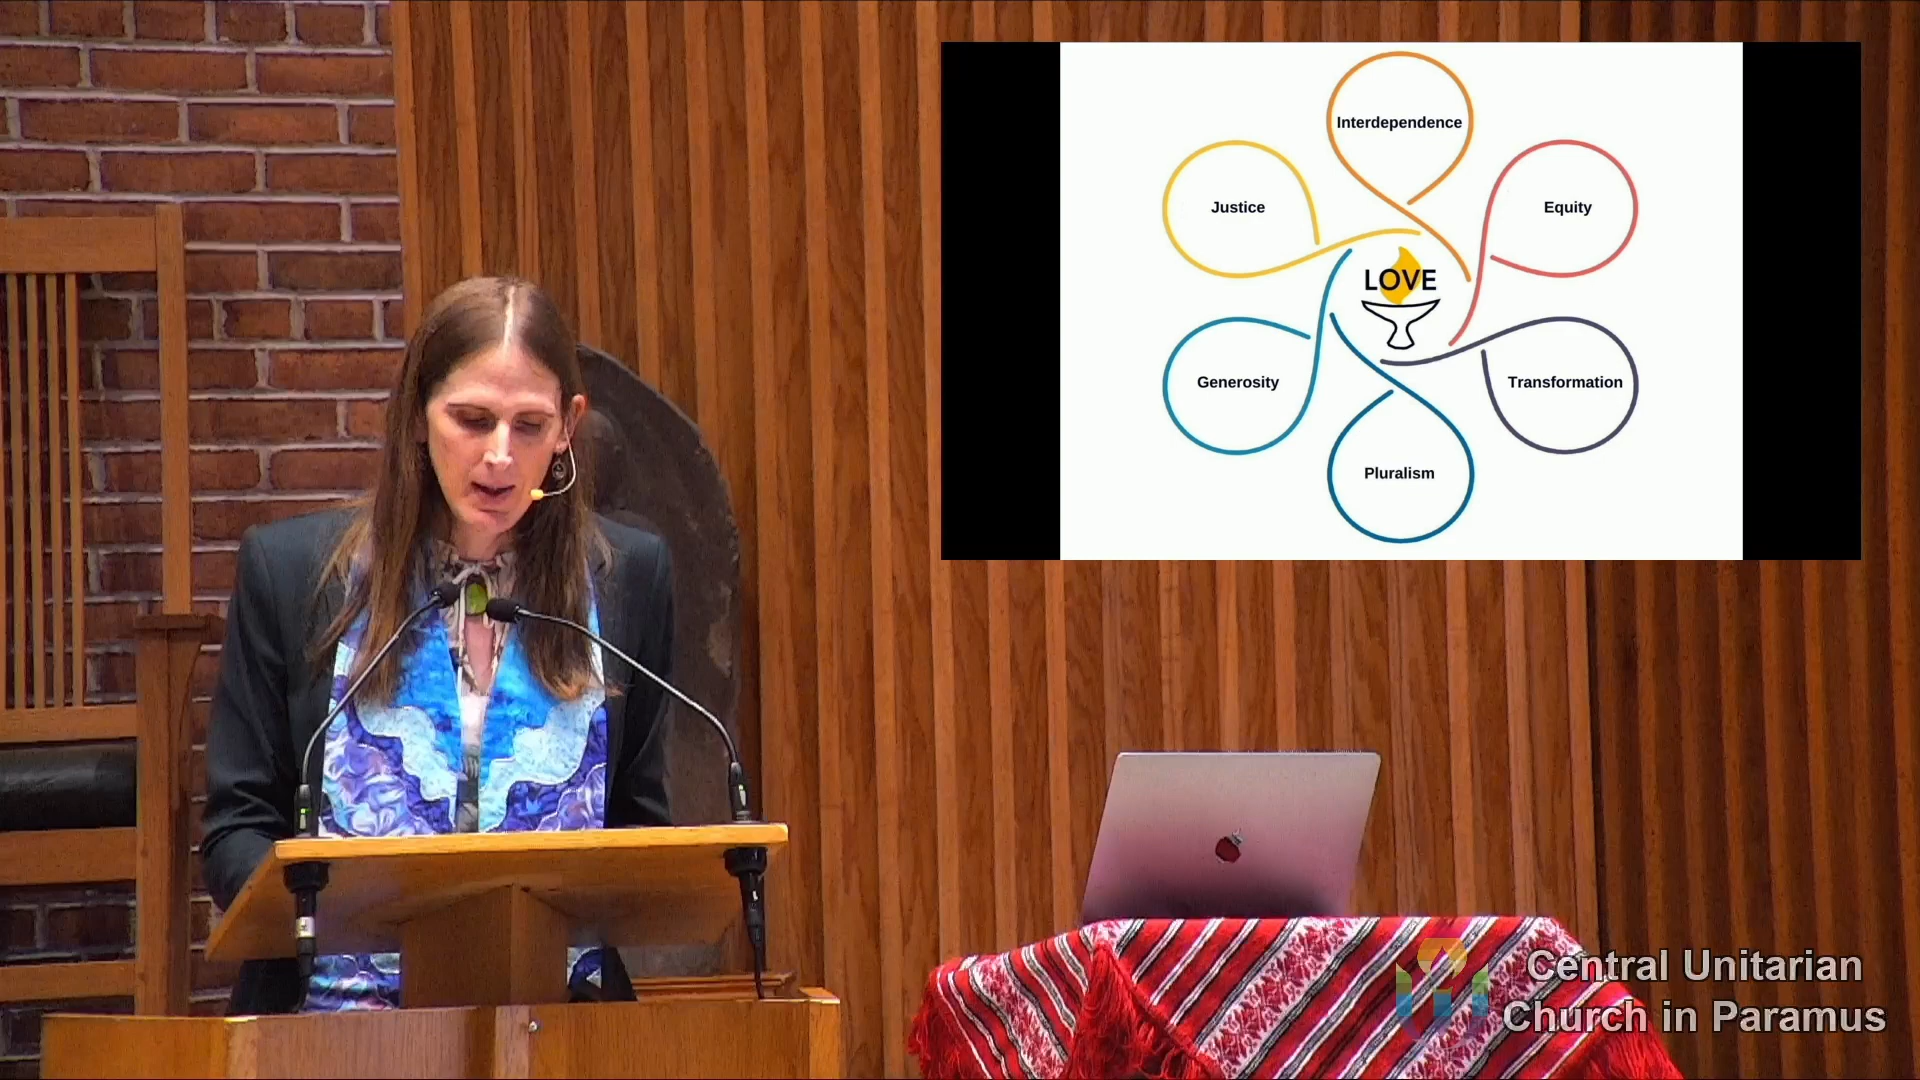 Interdependence
Justice
Equity
LOVE
Generosity
Transformation
Pluralism
Central Unitarian
Church in Paramus